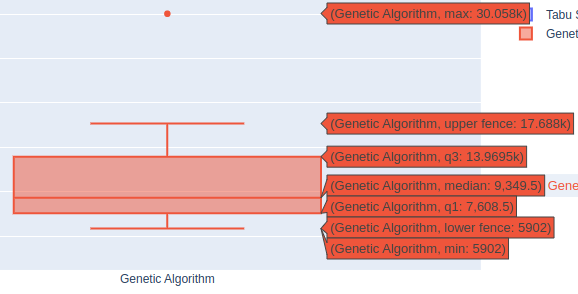 (Genetic Algorithm, max: 30.058k)
Tabu S
Genet
(Genetic Algorithm, upper fence: 17.688k)
(Genetic Algorithm, q3: 13.9695k)
(Genetic Algorithm, median: 9,349.5) Gene
(Genetic Algorithm, q1: 7,608.5)
(Genetic Algorithm, lower fence: 5902)
(Genetic Algorithm, min: 5902)
Genetic Algorithm